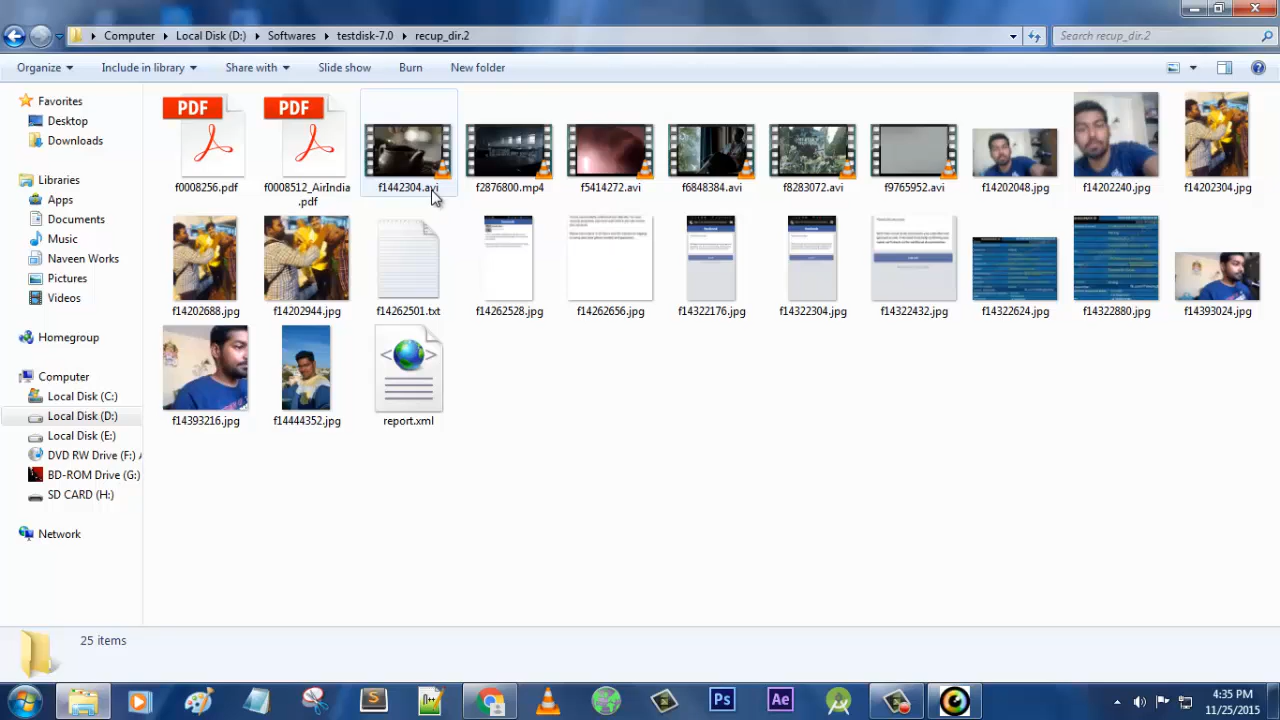 Computer
Local Disk (D:)
Softwares
testdisk-7.0
recup_dir.2
Search recup_dir.2
Organize
Include in library
Share with
Slide show
Burn
New folder
Favorites
Desktop
Downloads
Libraries
Apps
Documents
Music
Naveen Works
Pictures
Videos
Homegroup
Computer
Local Disk (C:)
Local Disk (D:)
Local Disk (E:)
DVD RW Drive (F:) A
BD-ROM Drive (G:)
SD CARD (H:)
Network
PDF
PDF
f0008256.pdf
f0008512_AirIndia
.pdf
f1442304.avi
f2876800.mp4
f5414272.avi
f6848384.avi
f8283072.avi
f9765952.avi
f14202048.jpg
f14202240.jpg
f14202304.jpg
f14202688.jpg
f14202944.jpg
f14262501.txt
f14262528.jpg
f14262656.jpg
f14322176.jpg
f14322304.jpg
f14322432.jpg
f14322624.jpg
f14322880.jpg
f14393024.jpg
f14393216.jpg
f14444352.jpg
report.xml
25 items
S
Ps
Ae
4:35 PM
11/25/2015